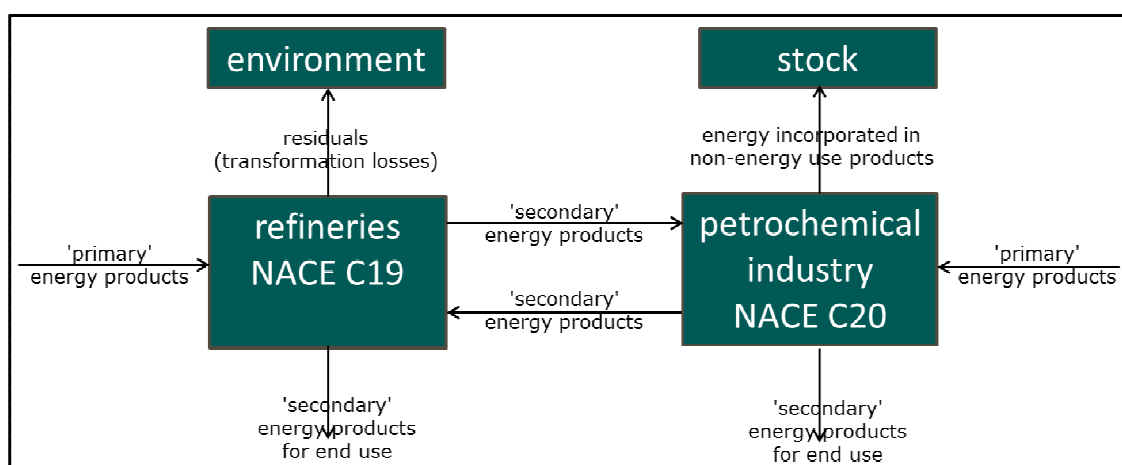 environment
stock
residuals
(transformation losses)
energy incorporated in
non-energy use products
refineries
NACE C19
'secondary'
energy products
petrochemical
industry
NACE C20
'primary'
energy products
'primary'
energy products
'secondary'
energy products
'secondary'
energy products
for end use
'secondary'
energy products
for end use